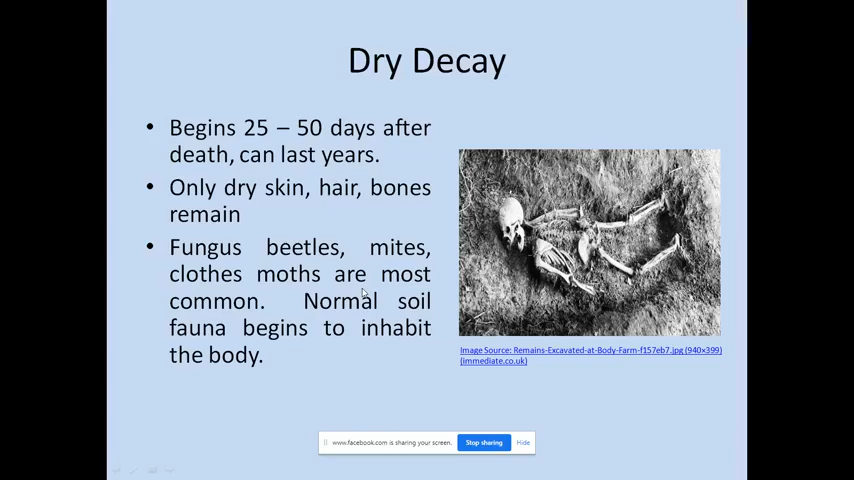 Dry Decay
• Begins 25 – 50 days after
death, can last years.
• Only dry skin, hair, bones
remain
• Fungus beetles, mites,
clothes moths are most
common. Normal soil
fauna begins to inhabit
the body.
Image Source: Remains-Excavated-at-Body-Farm-f157eb7.jpg (940×399)
(immediate.co.uk)
www.facebook.com is sharing your screen. Stop sharing Hide